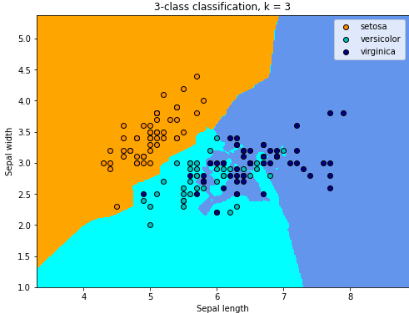 3-class classification, k = 3
setosa
versicolor
virginica
Sepal width
5.0
4.5
4.0
3.5
3.0
2.5
2.0
1.5
1.0
4 5 6 7 8
Sepal length